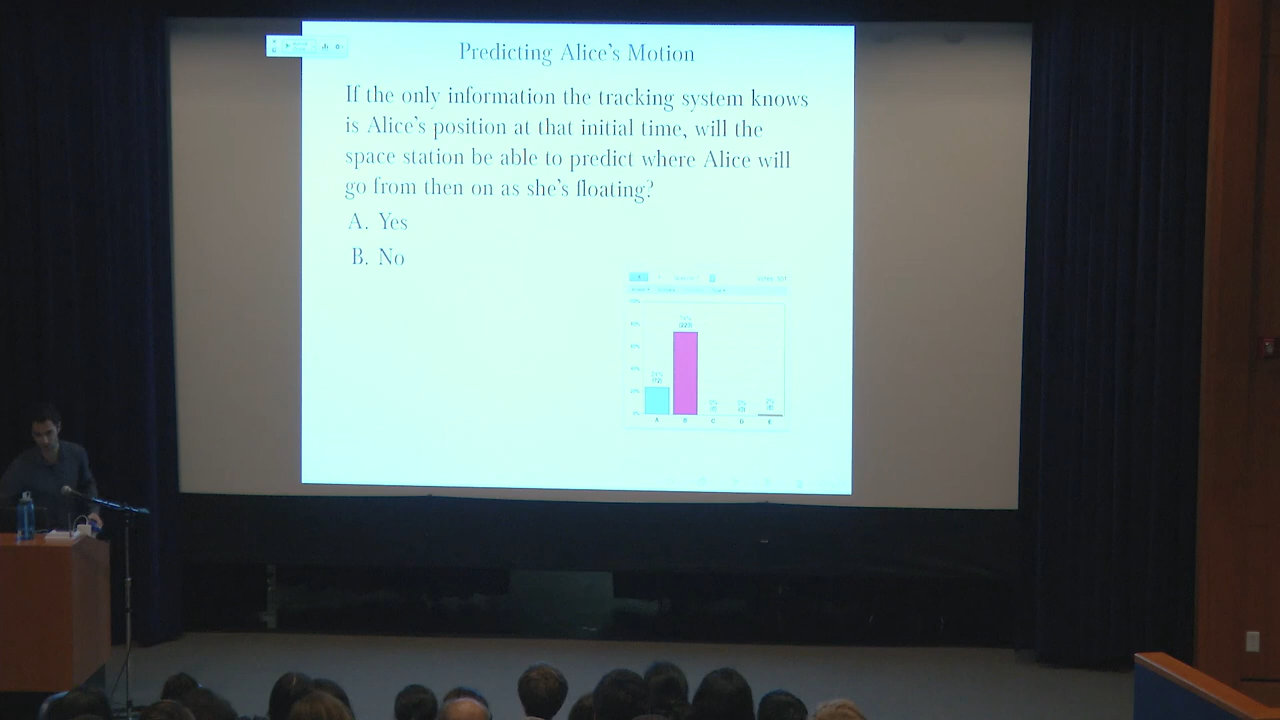 Predicting Alice's Motion
If the only information the tracking system knows
is Alice's position at that initial time, will the
space station be able to predict where Alice will
go from then on as she's floating?
A. Yes
B. No
A B C D E